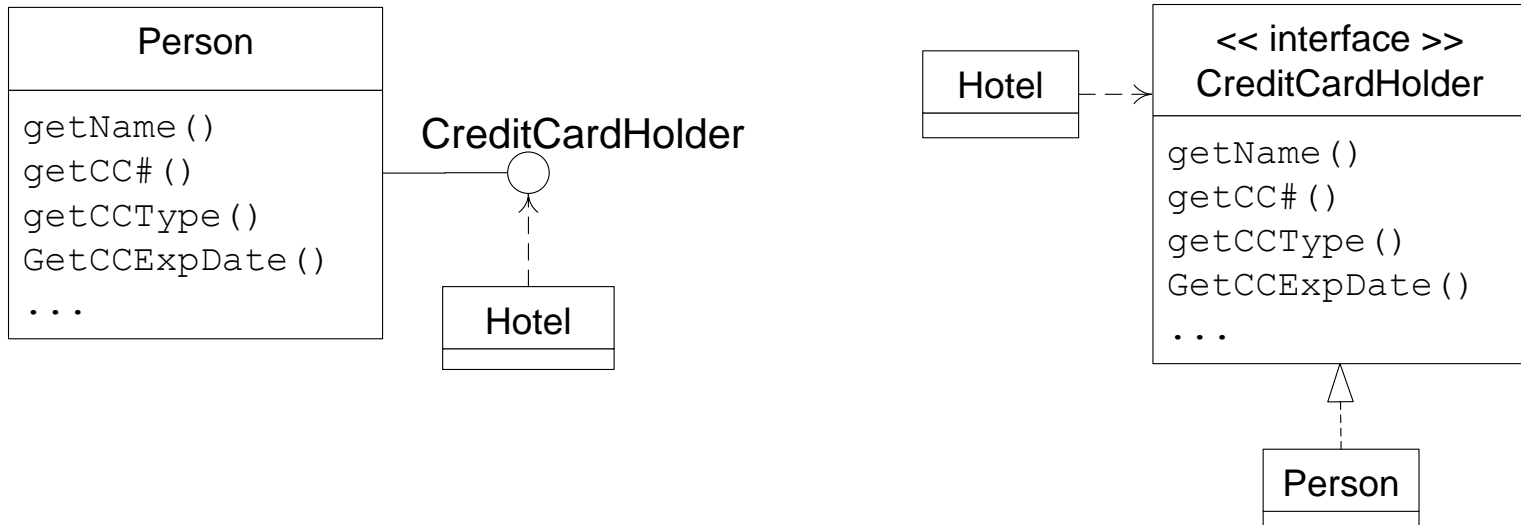 Person
getName()
getCC#()
getCCType()
GetCCExpDate()
...
CreditCardHolder
Hotel
Hotel
<< interface >>
CreditCardHolder
getName()
getCC#()
getCCType()
GetCCExpDate()
...
Person